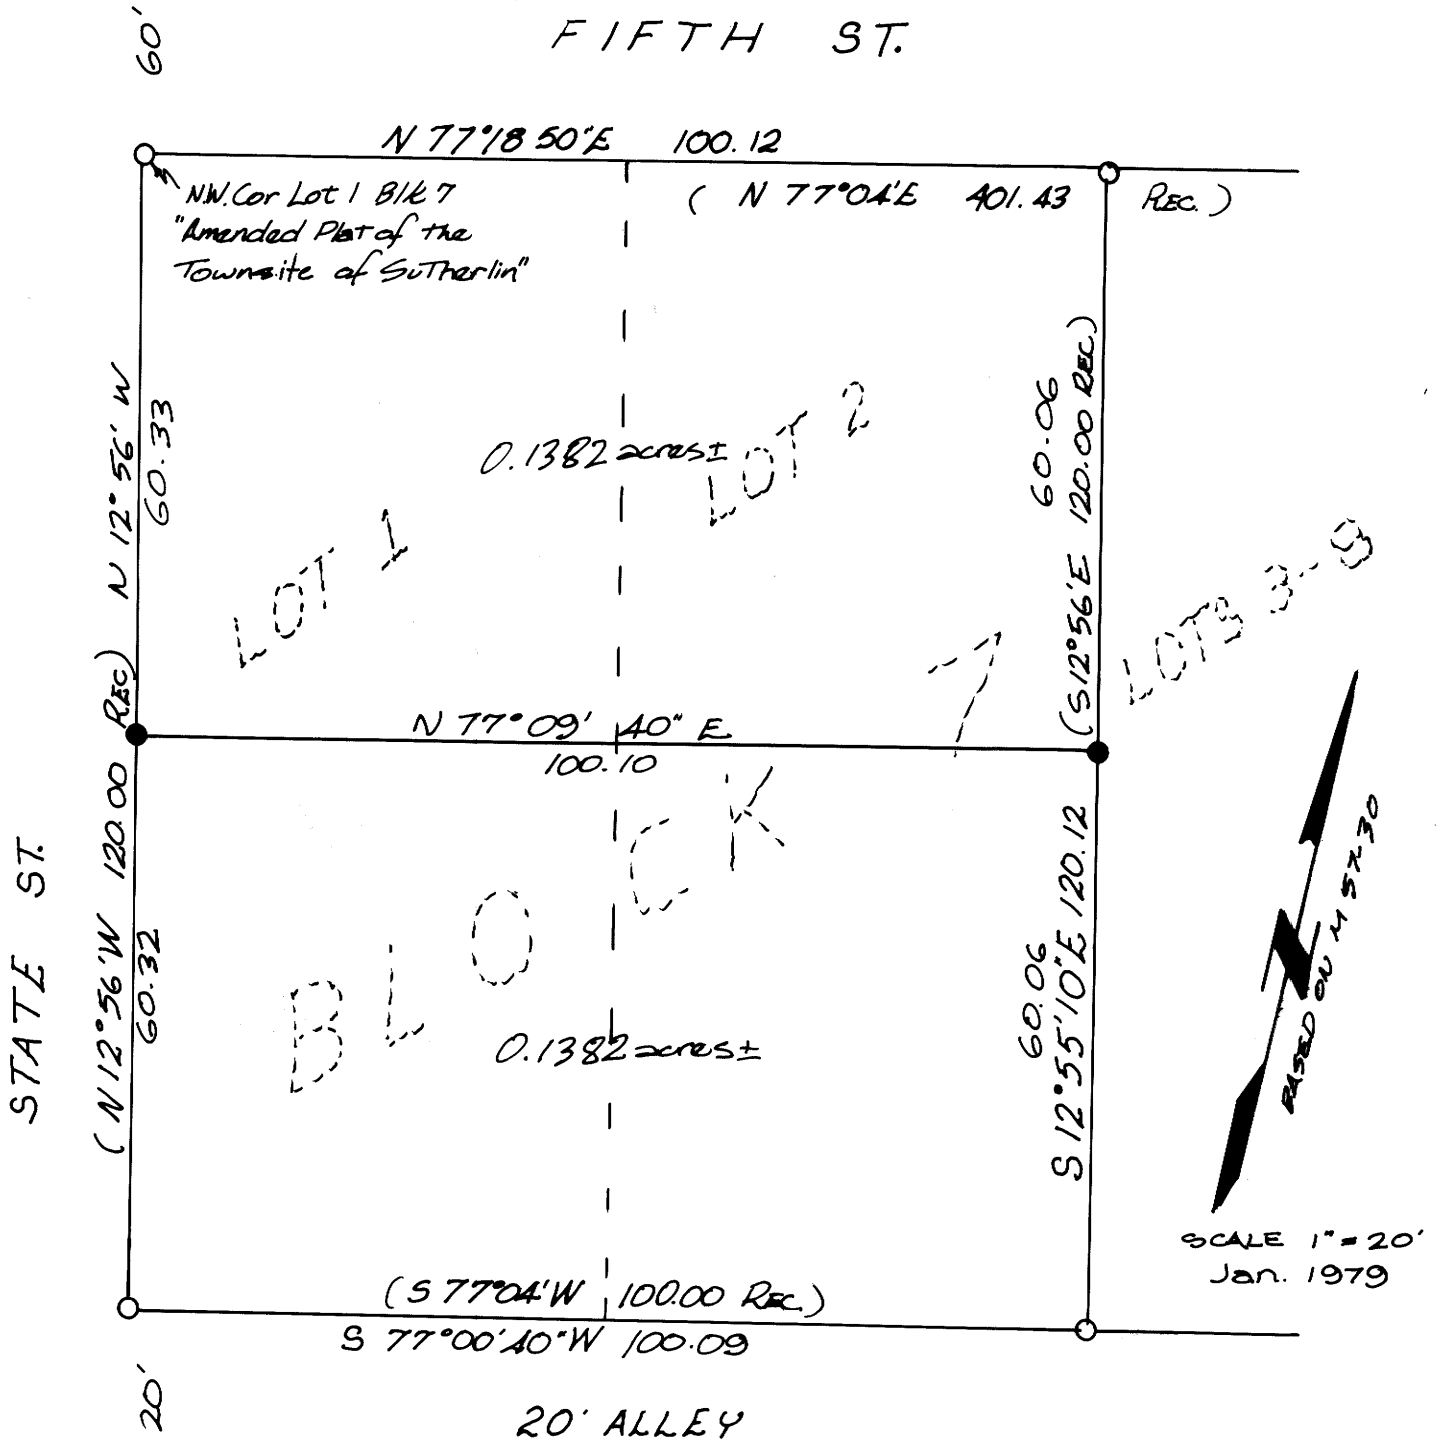 60'
FIFTH ST.
N 77°18'50"E 100.12
( N 77°04'E 401.43 REC. )
N.W. Cor Lot 1 Blk 7
"Amended Plat of the
Townsite of Sutherlin"
N 12°56' W
60.33
60.06
(S 12°56'E 120.00 REC.)
0.1382 acres±
LOT 1
LOT 2
LOTS 3-9
N 77°09' 40" E
100.10
BLOCK 7
STATE ST.
(N 12°56'W 120.00 REC)
60.32
60.06
S 12°55'10"E 120.12
0.1382 acres±
N
BASED ON M 57-30
SCALE 1"=20'
Jan. 1979
(S 77°04'W 100.00 REC.)
S 77°00'40"W 100.09
20'
20' ALLEY